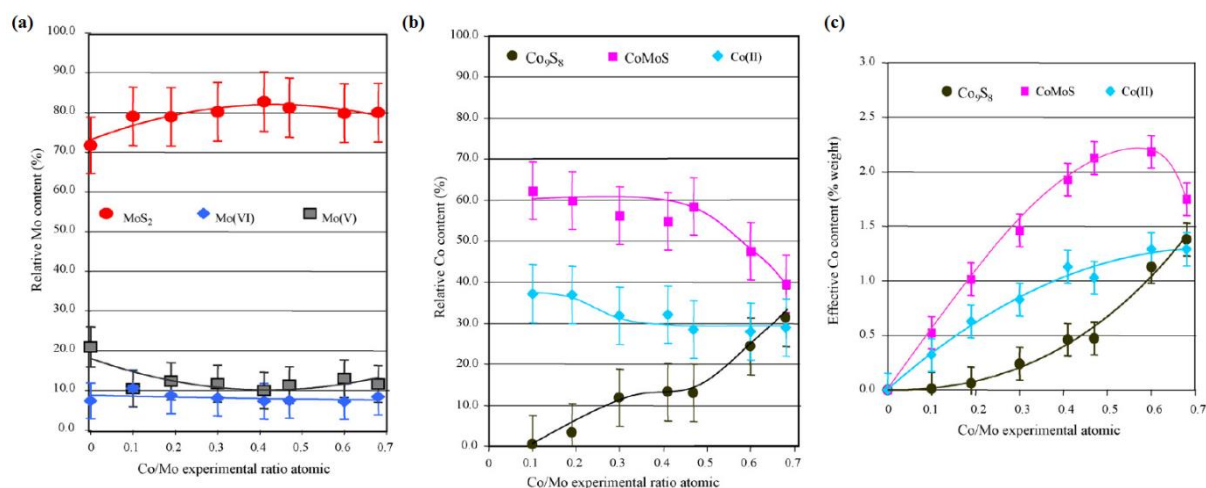 (a)
100.0
90.0
80.0
70.0
60.0
50.0
40.0
30.0
20.0
10.0
0.0
Relative Mo content (%)
MoS2 Mo(VI) Mo(V)
0 0.1 0.2 0.3 0.4 0.5 0.6 0.7
Co/Mo experimental ratio atomic
(b)
100.0
90.0
80.0
70.0
60.0
50.0
40.0
30.0
20.0
10.0
0.0
Relative Co content (%)
Co9S8 CoMoS Co(II)
0 0.1 0.2 0.3 0.4 0.5 0.6 0.7
Co/Mo experimental ratio atomic
(c)
3.0
2.5
2.0
1.5
1.0
0.5
0.0
Effective Co content (% weight)
Co9S8 CoMoS Co(II)
0.0 0.1 0.2 0.3 0.4 0.5 0.6 0.7
Co/Mo experimental atomic